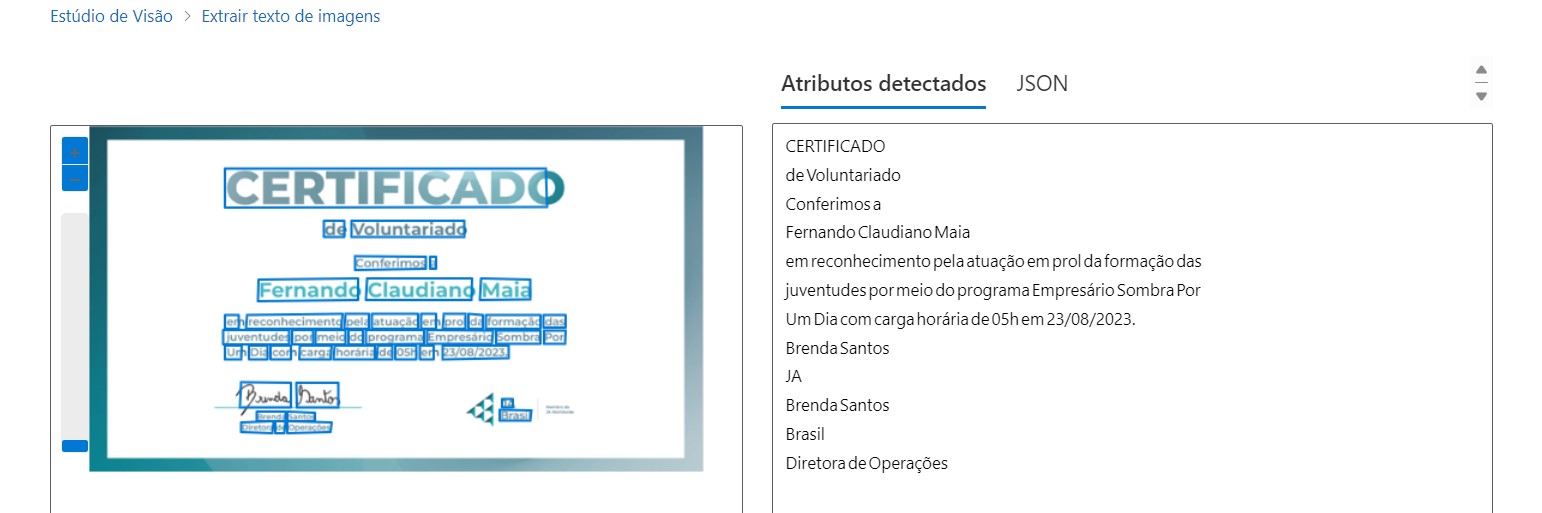 Estúdio de Visão > Extrair texto de imagens
Atributos detectados JSON
+
-
CERTIFICADO
de Voluntariado
Conferimos a
Fernando Claudiano Maia
em reconhecimento pela atuação em prol da formação das
juventudes por meio do programa Empresário Sombra Por
Um Dia com carga horária de 05h em 23/08/2023.
Brenda Santos
Brenda Santos
Diretora de Operações
JA
Brasil
CERTIFICADO
de Voluntariado
Conferimos a
Fernando Claudiano Maia
em reconhecimento pela atuação em prol da formação das
juventudes por meio do programa Empresário Sombra Por
Um Dia com carga horária de 05h em 23/08/2023.
Brenda Santos
JA
Brenda Santos
Brasil
Diretora de Operações